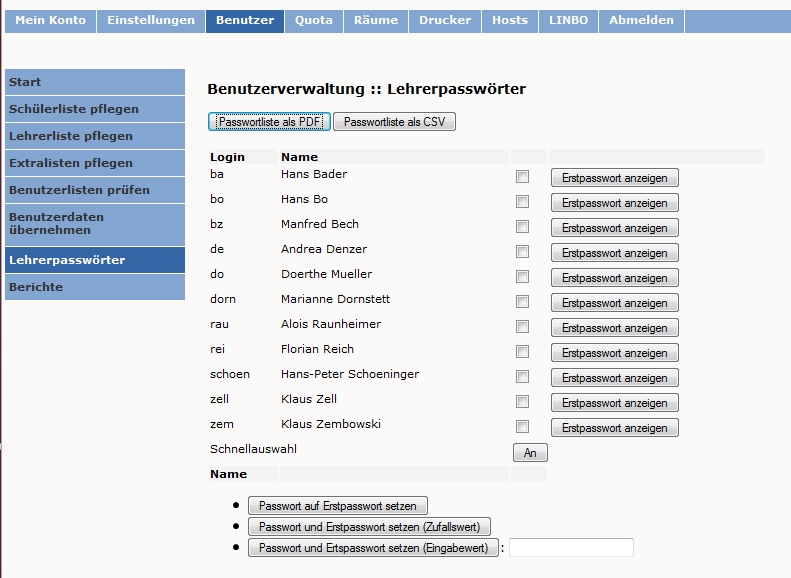 Mein Konto Einstellungen Benutzer Quota Räume Drucker Hosts LINBO Abmelden
Start
Schülerliste pflegen
Lehrerliste pflegen
Extralisten pflegen
Benutzerlisten prüfen
Benutzerdaten
übernehmen
Lehrerpasswörter
Berichte
Benutzerverwaltung :: Lehrerpasswörter
Passwortliste als PDF Passwortliste als CSV
Login Name
ba Hans Bader Erstpasswort anzeigen
bo Hans Bo Erstpasswort anzeigen
bz Manfred Bech Erstpasswort anzeigen
de Andrea Denzer Erstpasswort anzeigen
do Doerthe Mueller Erstpasswort anzeigen
dorn Marianne Dornstett Erstpasswort anzeigen
rau Alois Raunheimer Erstpasswort anzeigen
rei Florian Reich Erstpasswort anzeigen
schoen Hans-Peter Schoeninger Erstpasswort anzeigen
zell Klaus Zell Erstpasswort anzeigen
zem Klaus Zembowski Erstpasswort anzeigen
Schnellauswahl An
Name
• Passwort auf Erstpasswort setzen
• Passwort und Erstpasswort setzen (Zufallswert)
• Passwort und Ertspasswort setzen (Eingabewert) :